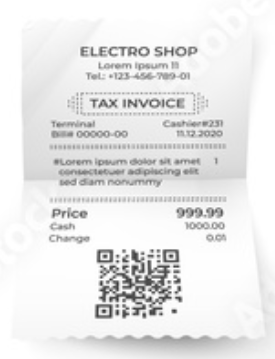 ELECTRO SHOP
Lorem Ipsum 11
Tel.: +123-456-789-01
TAX INVOICE
Terminal Cashier#231
Bill# 00000-00 11.12.2020
#Lorem ipsum dolor sit amet 1
consectetuer adipiscing elit
sed diam nonummy
Price 999.99
Cash 1000.00
Change 0.01